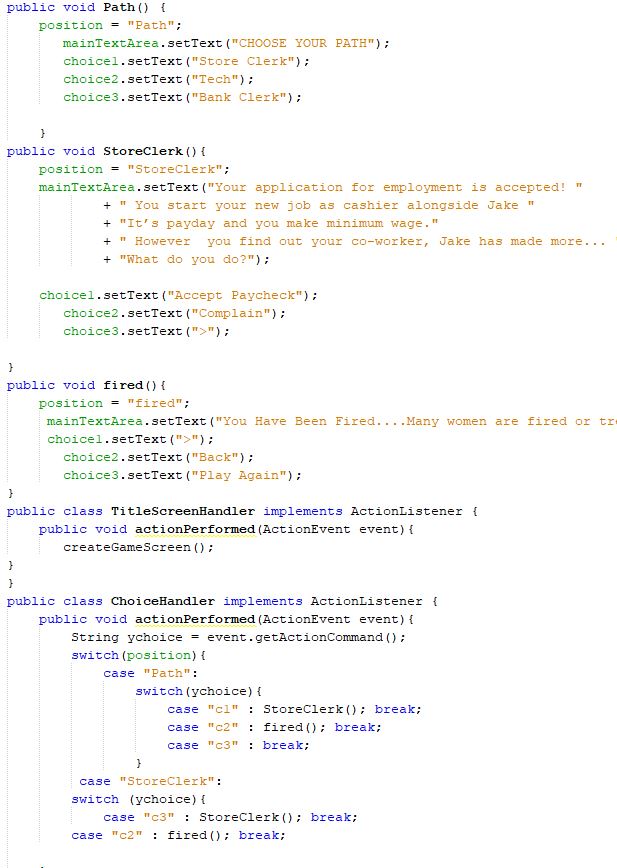 public void Path() {
position = "Path";
mainTextArea.setText("CHOOSE YOUR PATH");
choice1.setText("Store Clerk");
choice2.setText("Tech");
choice3.setText("Bank Clerk");
}
public void StoreClerk(){
position = "StoreClerk";
mainTextArea.setText("Your application for employment is accepted! "
+ " You start your new job as cashier alongside Jake "
+ "It's payday and you make minimum wage."
+ " However  you find out your co-worker, Jake has made more... "
+ "What do you do?");
choice1.setText("Accept Paycheck");
choice2.setText("Complain");
choice3.setText(">");
}
public void fired(){
position = "fired";
mainTextArea.setText("You Have Been Fired....Many women are fired or
choice1.setText(">");
choice2.setText("Back");
choice3.setText("Play Again");
}
public class TitleScreenHandler implements ActionListener {
public void actionPerformed(ActionEvent event){
createGameScreen();
}
}
public class ChoiceHandler implements ActionListener {
public void actionPerformed(ActionEvent event){
String ychoice = event.getActionCommand();
switch(position){
case "Path":
switch(ychoice){
case "c1" : StoreClerk(); break;
case "c2" : fired(); break;
case "c3" : break;
}
case "StoreClerk":
switch (ychoice){
case "c3" : StoreClerk(); break;
case "c2" : fired(); break;